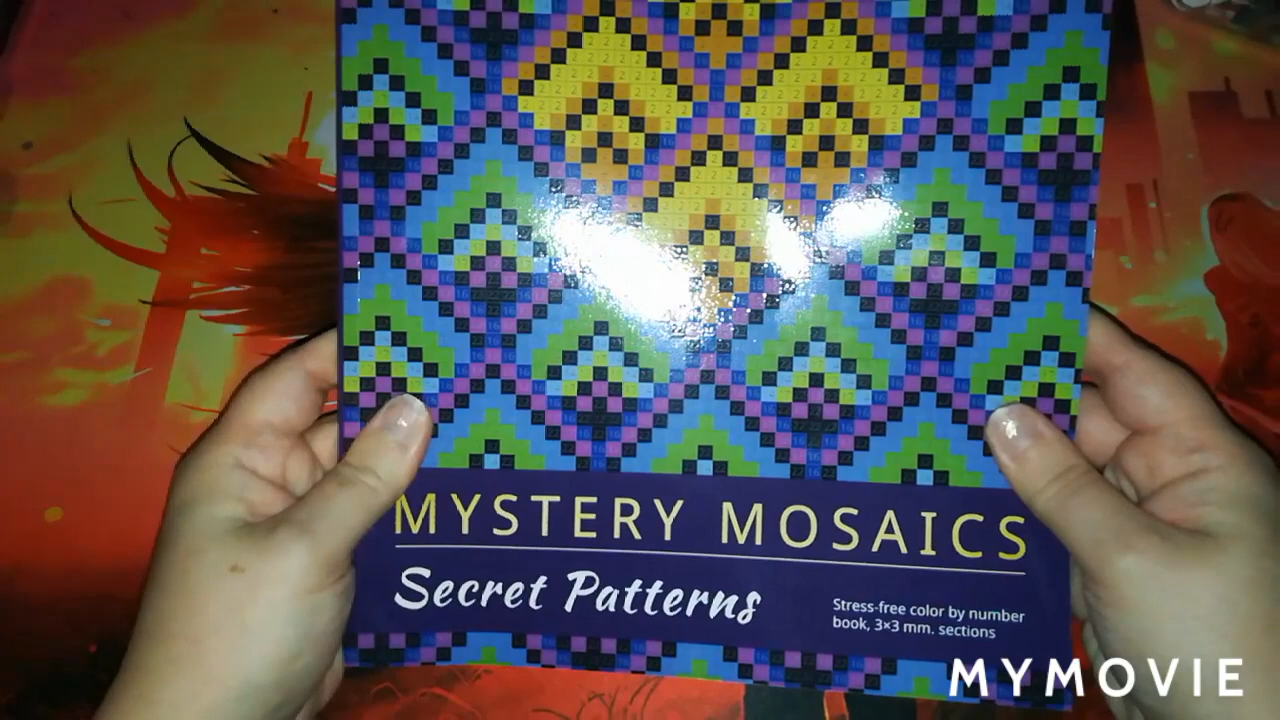 MYSTERY MOSAICS
Secret Patterns
Stress-free color by number
book, 3×3 mm. sections
MYMOVIE